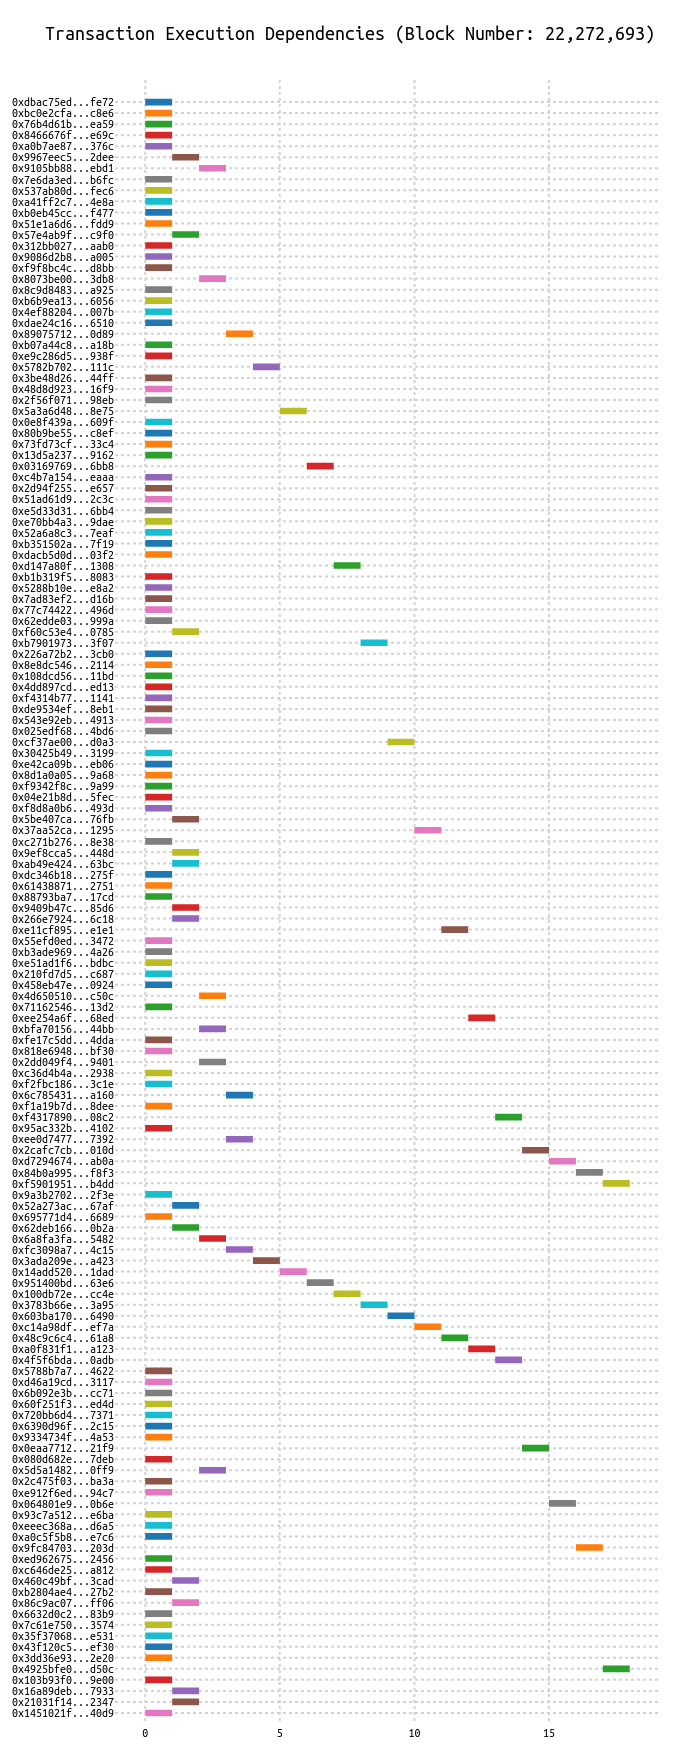 Transaction Execution Dependencies (Block Number: 22,272,693)
0xdbac75ed...fe72
0xbc0e2cfa...c8e6
0x76b4d61b...ea59
0x8466676f...e69c
0xa0b7ae87...376c
0x9967eec5...2dee
0x9105bb88...ebd1
0x7e6da3ed...b6fc
0x537ab80d...fec6
0xa41ff2c7...4e8a
0xb0eb45cc...f477
0x51e1a6d6...fdd9
0x57e4ab9f...c9f0
0x312bb027...aab0
0x9086d2b8...a005
0xf9f8bc4c...d8bb
0x8073be00...3db8
0x8c9d8483...a925
0xb6b9ea13...6056
0x4ef88204...007b
0xdae24c16...6510
0x89075712...0d89
0xb07a44c8...a18b
0xe9c286d5...938f
0x5782b702...111c
0x3be48d26...44ff
0x48d8d923...16f9
0x2f56f071...98eb
0x5a3a6d48...8e75
0x0e8f439a...609f
0x80b9be55...c8ef
0x73fd73cf...33c4
0x13d5a237...9162
0x03169769...6bb8
0xc4b7a154...eaaa
0x2d94f255...e657
0x51ad61d9...2c3c
0xe5d33d31...6bb4
0xe70bb4a3...9dae
0x52a6a8c3...7eaf
0xb351502a...7f19
0xdacb5d0d...03f2
0xd147a80f...1308
0xb1b319f5...8083
0x5288b10e...e8a2
0x7ad83ef2...d16b
0x77c74422...496d
0x62edde03...999a
0xf60c53e4...0785
0xb7901973...3f07
0x226a72b2...3cb0
0x8e8dc546...2114
0x108dcd56...11bd
0x4dd897cd...ed13
0xf4314b77...1141
0xde9534ef...8eb1
0x543e92eb...4913
0x025edf68...4bd6
0xcf37ae00...d0a3
0x30425b49...3199
0xe42ca09b...eb06
0x8d1a0a05...9a68
0xf9342f8c...9a99
0x04e21b8d...5fec
0xf8d8a0b6...493d
0x5be407ca...76fb
0x37aa52ca...1295
0xc271b276...8e38
0x9ef8cca5...448d
0xab49e424...63bc
0xdc346b18...275f
0x61438871...2751
0x88793ba7...17cd
0x9409b47c...85d6
0x266e7924...6c18
0xe11cf895...e1e1
0x55efd0ed...3472
0xb3ade969...4a26
0xe51ad1f6...bdbc
0x210fd7d5...c687
0x458eb47e...0924
0x4d650510...c50c
0x71162546...13d2
0xee254a6f...68ed
0xbfa70156...44bb
0xfe17c5dd...4dda
0x818e6948...bf30
0x2dd049f4...9401
0xc36d4b4a...2938
0xf2fbc186...3c1e
0x6c785431...a160
0xf1a19b7d...8dee
0xf4317890...08c2
0x95ac332b...4102
0xee0d7477...7392
0x2cafc7cb...010d
0xd7294674...ab0a
0x84b0a995...f8f3
0xf5901951...b4dd
0x9a3b2702...2f3e
0x52a273ac...67af
0x695771d4...6689
0x62deb166...0b2a
0x6a8fa3fa...5482
0xfc3098a7...4c15
0x3ada209e...a423
0x14add520...1dad
0x951400bd...63e6
0x100db72e...cc4e
0x3783b66e...3a95
0x603ba170...6490
0xc14a98df...ef7a
0x48c9c6c4...61a8
0xa0f831f1...a123
0x4f5f6bda...0adb
0x5788b7a7...4622
0xd46a19cd...3117
0x6b092e3b...cc71
0x60f251f3...ed4d
0x720bb6d4...7371
0x6390d96f...2c15
0x9334734f...4a53
0x0eaa7712...21f9
0x080d682e...7deb
0x5d5a1482...0ff9
0x2c475f03...ba3a
0xe912f6ed...94c7
0x064801e9...0b6e
0x93c7a512...e6ba
0xeeec368a...d6a5
0xa0c5f5b8...e7c6
0x9fc84703...203d
0xed962675...2456
0xc646de25...a812
0x460c49bf...3cad
0xb2804ae4...27b2
0x86c9ac07...ff06
0x6632d0c2...83b9
0x7c61e750...3574
0x35f37068...e531
0x43f120c5...ef30
0x3dd36e93...2e20
0x4925bfe0...d50c
0x103b93f0...9e00
0x16a89deb...7933
0x21031f14...2347
0x1451021f...40d9
0 5 10 15